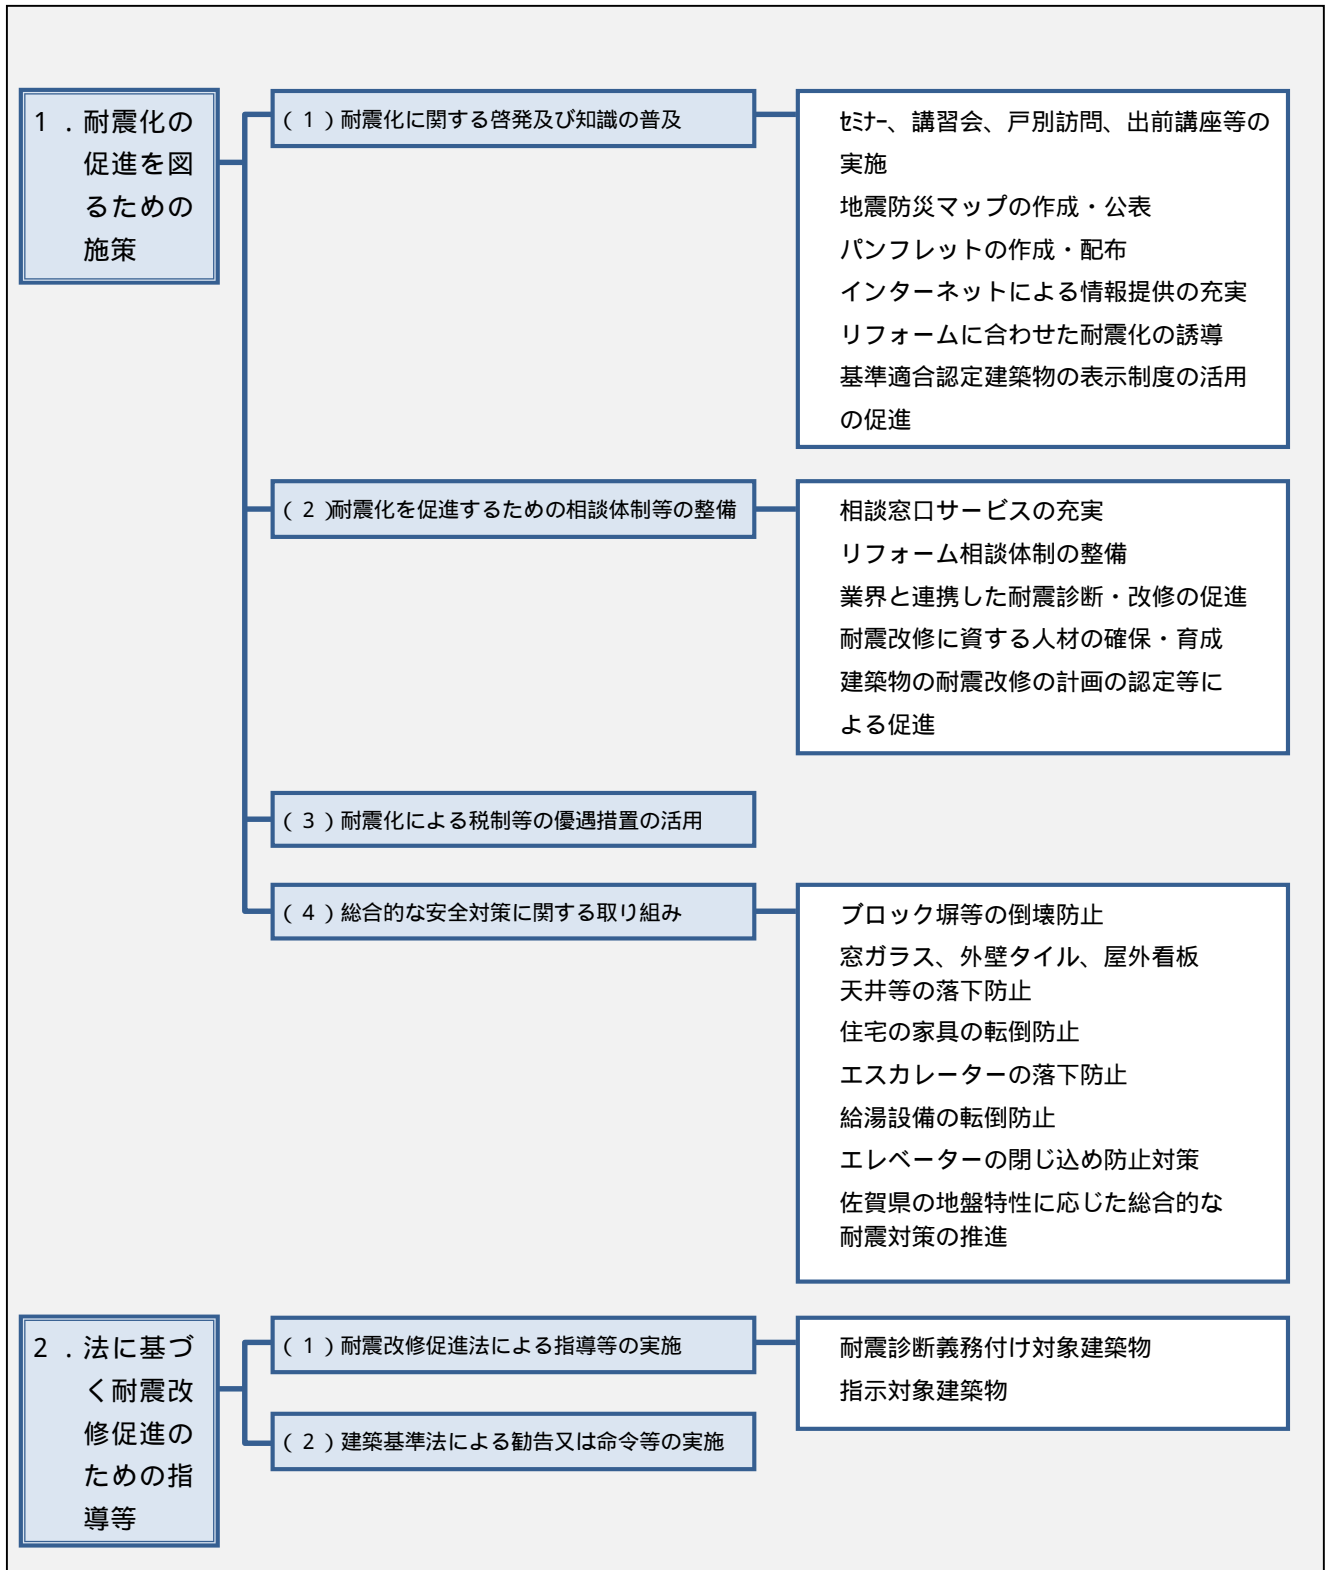 1．耐震化の
促進を図
るための
施策
(1)耐震化に関する啓発及び知識の普及
ｾﾐﾅｰ、講習会、戸別訪問、出前講座等の
実施
地震防災マップの作成・公表
パンフレットの作成・配布
インターネットによる情報提供の充実
リフォームに合わせた耐震化の誘導
基準適合認定建築物の表示制度の活用
の促進
(2)耐震化を促進するための相談体制等の整備
相談窓口サービスの充実
リフォーム相談体制の整備
業界と連携した耐震診断・改修の促進
耐震改修に資する人材の確保・育成
建築物の耐震改修の計画の認定等に
よる促進
(3)耐震化による税制等の優遇措置の活用
(4)総合的な安全対策に関する取り組み
ブロック塀等の倒壊防止
窓ガラス、外壁タイル、屋外看板
天井等の落下防止
住宅の家具の転倒防止
エスカレーターの落下防止
給湯設備の転倒防止
エレベーターの閉じ込め防止対策
佐賀県の地盤特性に応じた総合的な
耐震対策の推進
2．法に基づ
く耐震改
修促進の
ための指
導等
(1)耐震改修促進法による指導等の実施
耐震診断義務付け対象建築物
指示対象建築物
(2)建築基準法による勧告又は命令等の実施